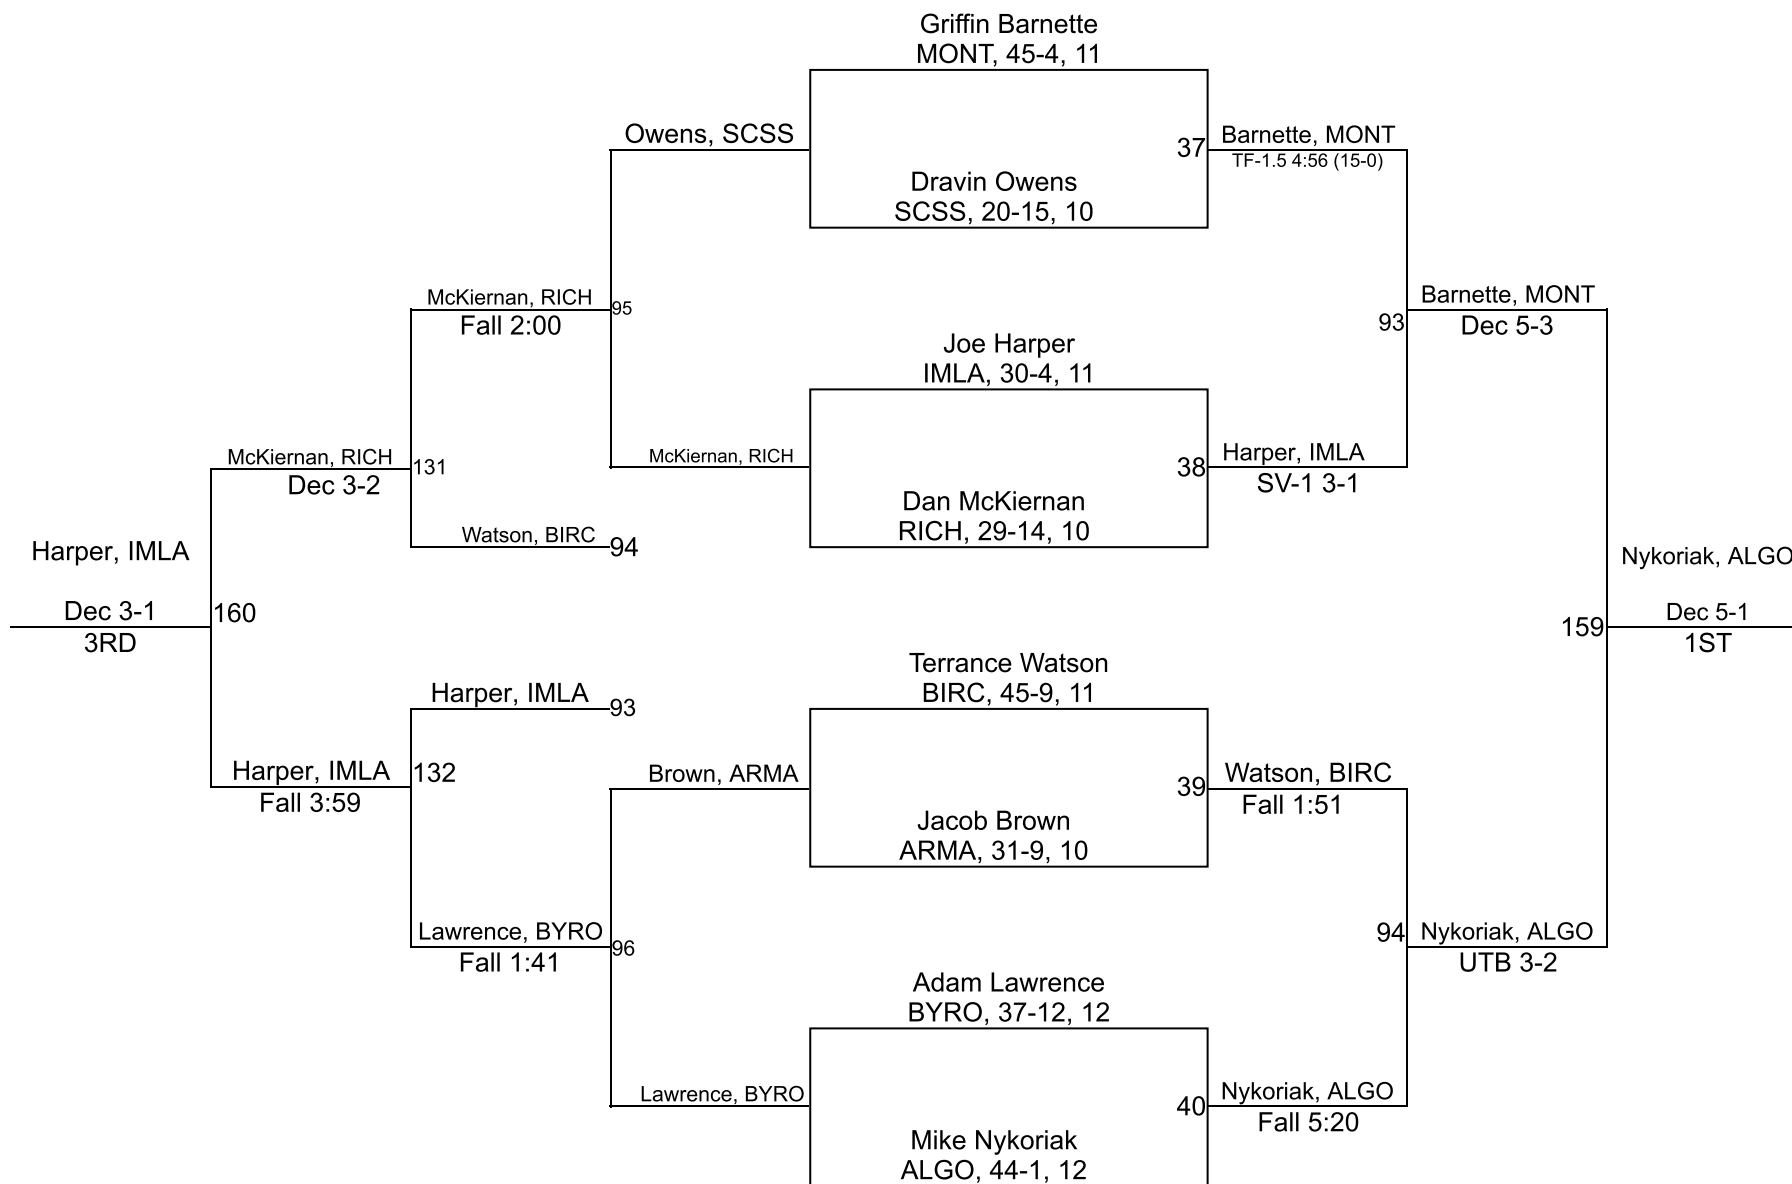 Griffin Barnette
MONT, 45-4, 11
Owens, SCSS
37
Barnette, MONT
TF-1.5 4:56 (15-0)
Dravin Owens
SCSS, 20-15, 10
McKiernan, RICH
95
Fall 2:00
Barnette, MONT
93
Dec 5-3
Joe Harper
IMLA, 30-4, 11
McKiernan, RICH
131
Dec 3-2
McKiernan, RICH
38
Harper, IMLA
SV-1 3-1
Dan McKiernan
RICH, 29-14, 10
Watson, BIRC
94
Harper, IMLA
Dec 3-1
160
3RD
Nykoriak, ALGO
159
Dec 5-1
1ST
Terrance Watson
BIRC, 45-9, 11
Harper, IMLA
93
Harper, IMLA
132
Fall 3:59
Brown, ARMA
39
Watson, BIRC
Fall 1:51
Jacob Brown
ARMA, 31-9, 10
Lawrence, BYRO
96
Fall 1:41
94
Nykoriak, ALGO
UTB 3-2
Adam Lawrence
BYRO, 37-12, 12
Lawrence, BYRO
40
Nykoriak, ALGO
Fall 5:20
Mike Nykoriak
ALGO, 44-1, 12